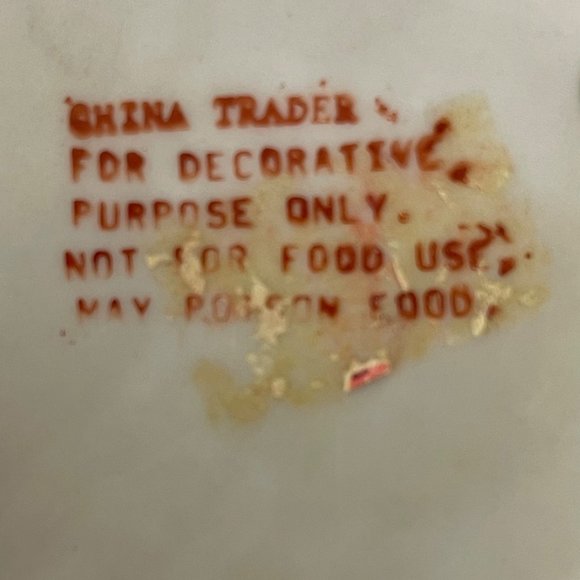 CHINA TRADER
FOR DECORATIVE
PURPOSE ONLY.
NOT FOR FOOD USE,
MAY POISON FOOD.